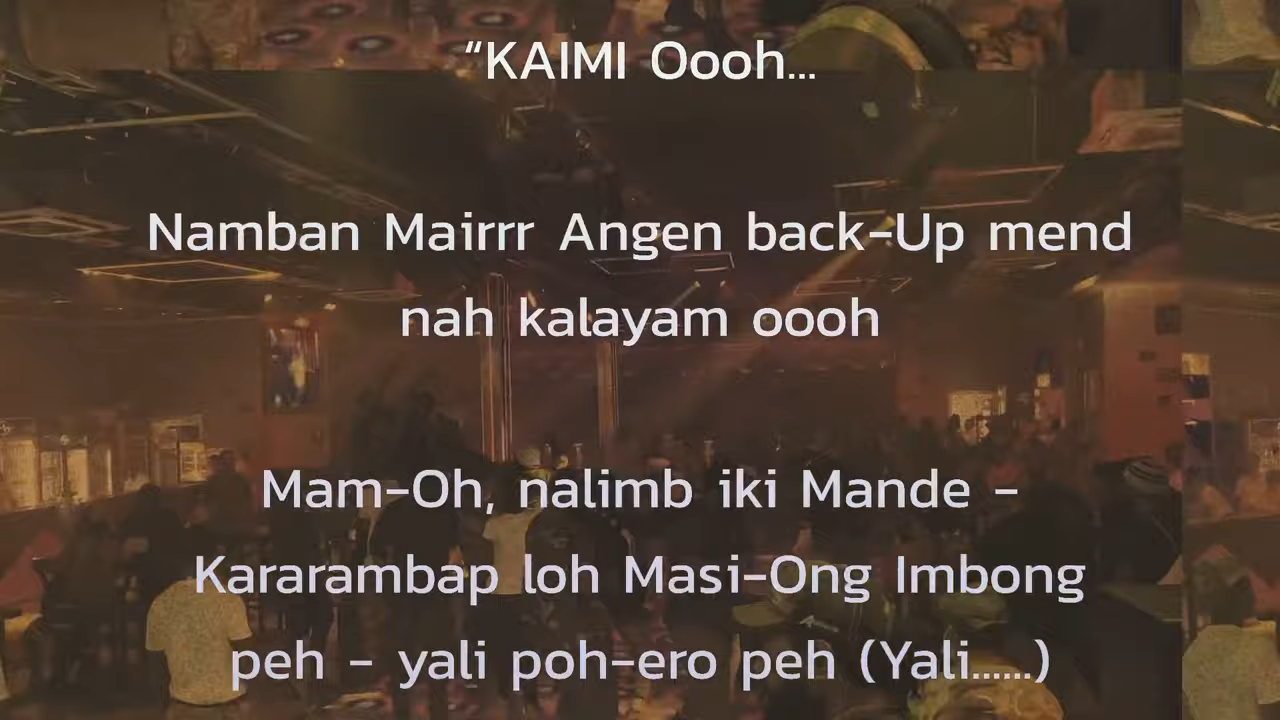 “KAIMI Oooh...
Namban Mairrr Angen back-Up mend
nah kalayam oooh
Mam-Oh, nalimb iki Mande -
Kararambap loh Masi-Ong Imbong
peh - yali poh-ero peh (Yali......)